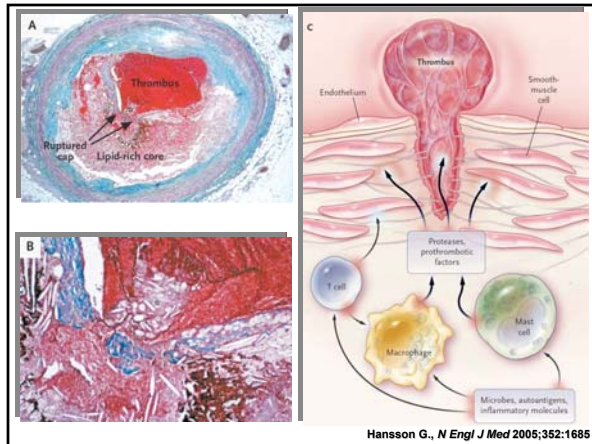 A
Thrombus
Ruptured
cap
Lipid-rich core
B
C
Thrombus
Endothelium
Smooth-
muscle
cell
Proteases,
prothrombotic
factors
T cell
Mast
cell
Macrophage
Microbes, autoantigens,
inflammatory molecules
Hansson G., N Engl J Med 2005;352:1685